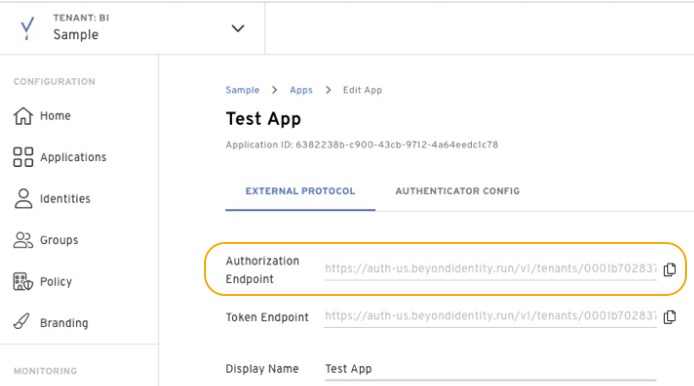 TENANT: BI
Sample
CONFIGURATION
Home
Applications
Identities
Groups
Policy
Branding
MONITORING
Sample > Apps > Edit App
Test App
Application ID: 6382238b-c900-43cb-9712-4a64eedc1c78
EXTERNAL PROTOCOL AUTHENTICATOR CONFIG
Authorization
Endpoint
https://auth-us.beyondidentity.run/v1/tenants/0001b702837
Token Endpoint https://auth-us.beyondidentity.run/v1/tenants/0001b702837
Display Name Test App